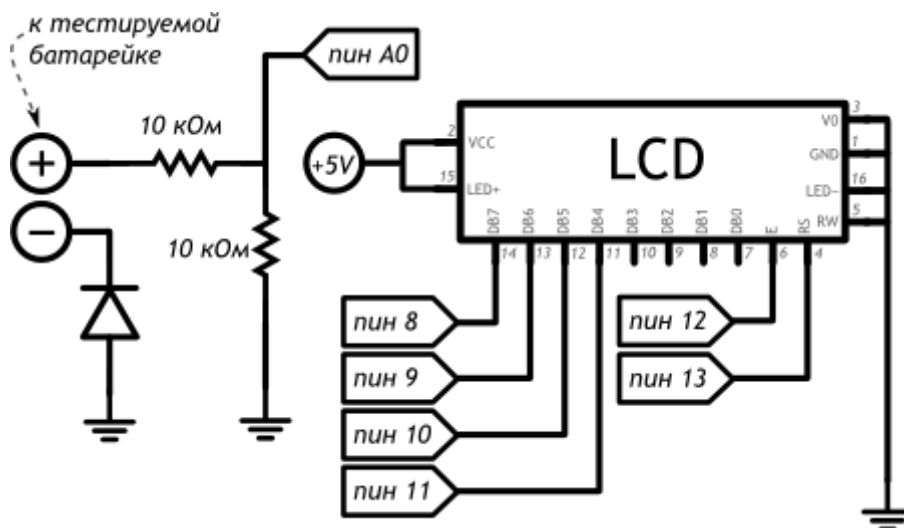 к тестируемой
батарейке
пин A0
10 кОм
+
−
10 кОм
+5V
LCD
2
VCC
15
LED+
3
V0
1
GND
16
LED−
5
RW
DB7
DB6
DB5
DB4
DB3
DB2
DB1
DB0
E
RS
14
13
12
11
10
9
8
7
6
4
пин 8
пин 9
пин 10
пин 11
пин 12
пин 13